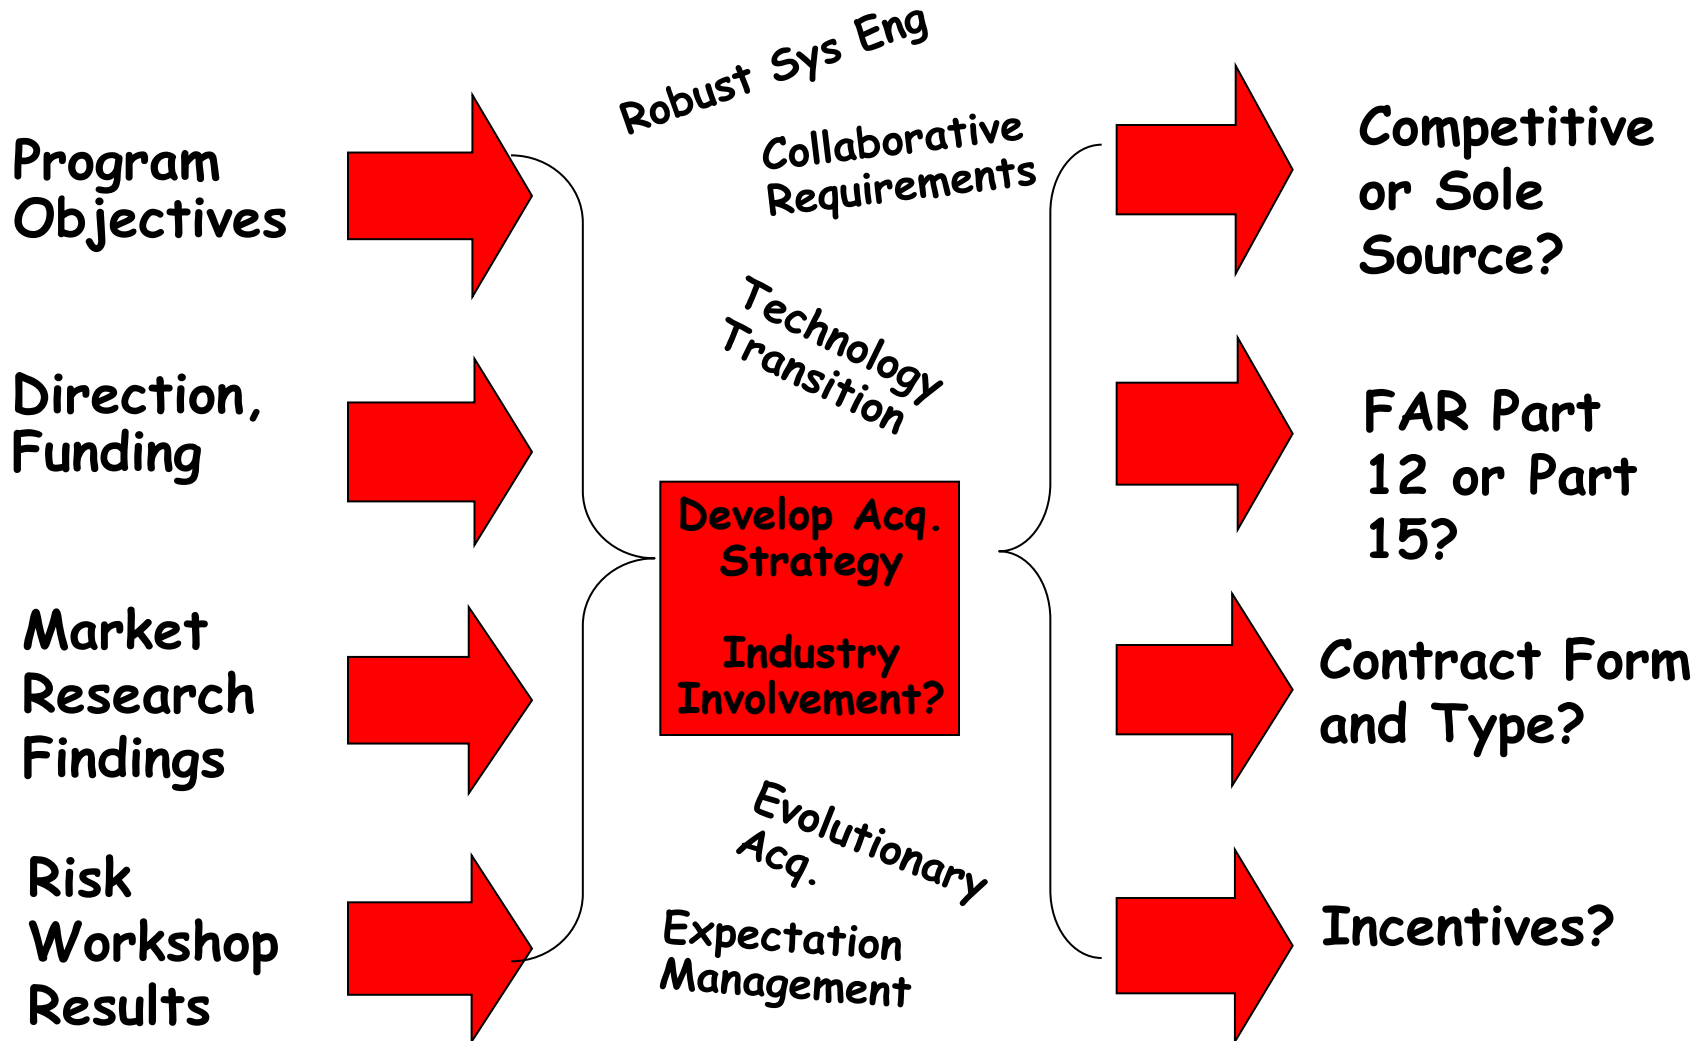 Program
Objectives
Direction,
Funding
Market
Research
Findings
Risk
Workshop
Results
Robust Sys Eng
Collaborative
Requirements
Technology
Transition
Develop Acq.
Strategy
Industry
Involvement?
Evolutionary
Acq.
Expectation
Management
Competitive
or Sole
Source?
FAR Part
12 or Part
15?
Contract Form
and Type?
Incentives?